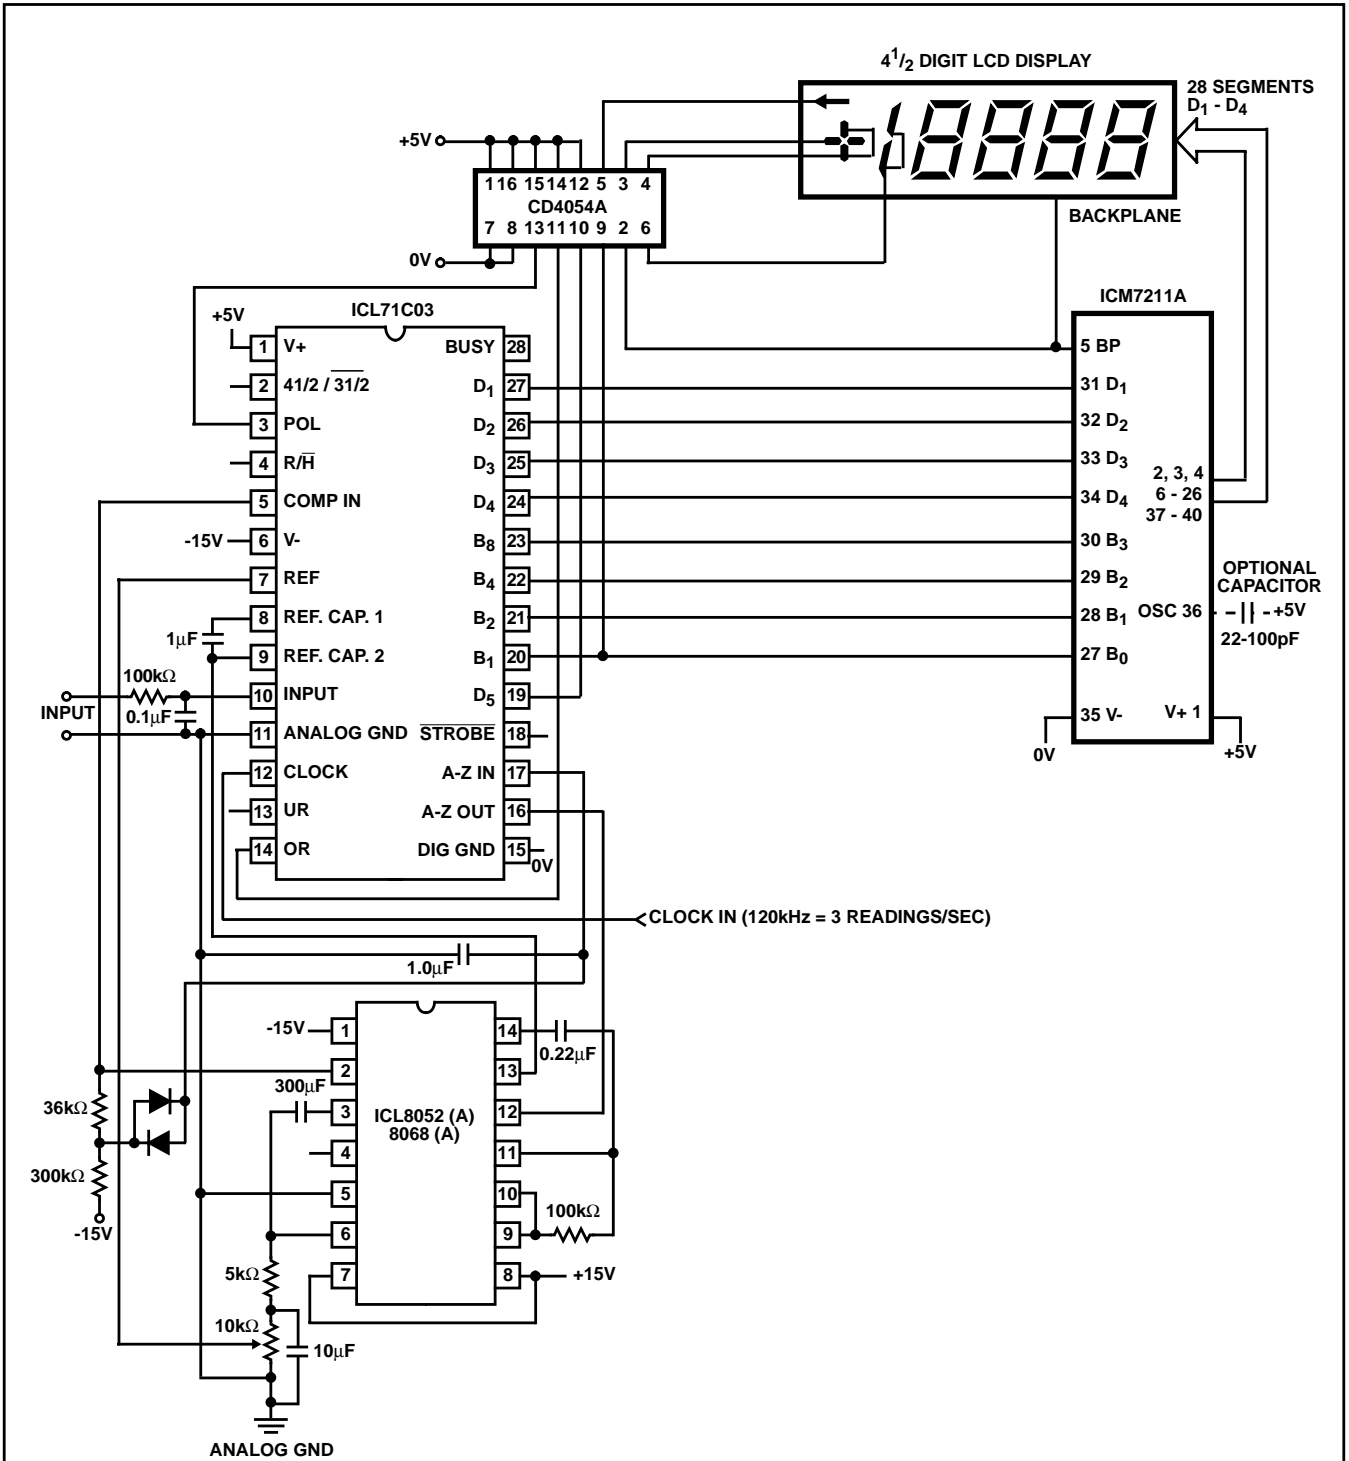 4 1/2 DIGIT LCD DISPLAY
28 SEGMENTS
D1 - D4
+5V
1 16 15 14 12 5 3 4
CD4054A
7 8 13 11 10 9 2 6
0V
BACKPLANE
ICL71C03
+5V
1 V+
2 41/2 / 31/2
3 POL
4 R/H
5 COMP IN
-15V
6 V-
7 REF
8 REF. CAP. 1
1μF
9 REF. CAP. 2
100kΩ
10 INPUT
INPUT
0.1μF
11 ANALOG GND
12 CLOCK
13 UR
14 OR
BUSY 28
D1 27
D2 26
D3 25
D4 24
B8 23
B4 22
B2 21
B1 20
D5 19
STROBE 18
A-Z IN 17
A-Z OUT 16
DIG GND 15
0V
ICM7211A
5 BP
31 D1
32 D2
33 D3
34 D4
30 B3
29 B2
28 B1
27 B0
35 V-
0V
2, 3, 4
6 - 26
37 - 40
OPTIONAL
CAPACITOR
OSC 36
+5V
22-100pF
V+ 1
+5V
CLOCK IN (120kHz = 3 READINGS/SEC)
1.0μF
-15V
1
2
300μF
3
4
5
6
7
ICL8052 (A)
8068 (A)
14
0.22μF
13
12
11
10
100kΩ
9
8
+15V
36kΩ
300kΩ
-15V
5kΩ
10kΩ
10μF
ANALOG GND